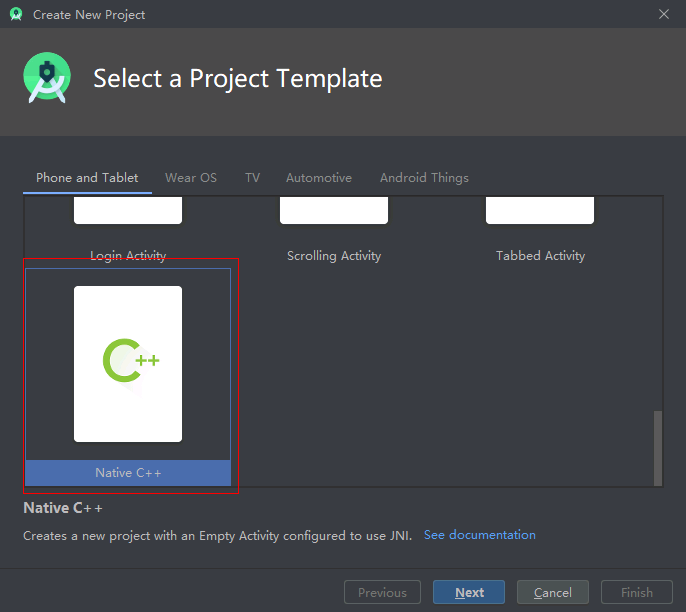 Create New Project
Select a Project Template
Phone and Tablet Wear OS TV Automotive Android Things
Login Activity Scrolling Activity Tabbed Activity
C++
Native C++
Native C++
Creates a new project with an Empty Activity configured to use JNI. See documentation
Previous Next Cancel Finish